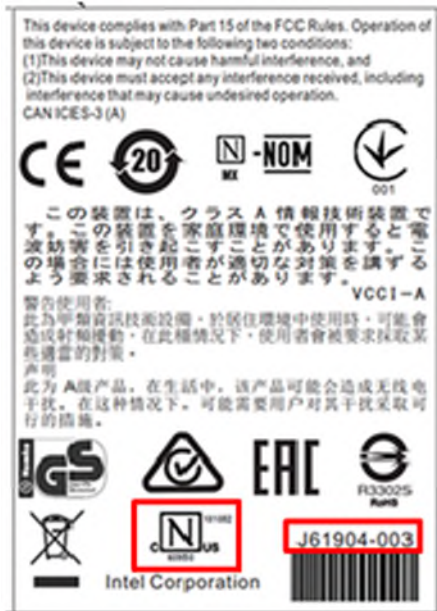 This device complies with Part 15 of the FCC Rules. Operation of
this device is subject to the following two conditions:
(1)This device may not cause harmful interference, and
(2)This device must accept any interference received, including
interference that may cause undesired operation.
CAN ICES-3 (A)
CE 20 N -NOM
MX 001
この装置は、クラスA情報技術装置で
す。この装置を家庭環境で使用すると電
波妨害を引き起こすことがあります。こ
の場合には使用者が適切な対策を講ずる
よう要求されることがあります。
VCCI-A
警告使用者:
此為甲類資訊技術設備,於居住環境中使用時,可能會
造成射頻擾動,在此種情況下,使用者會被要求採取某
些適當的對策。
声明
此为 A级产品,在生活中,该产品可能会造成无线电
干扰。在这种情况下。可能需要用户对其干扰采取可
行的措施。
GS EAC
R33025
RoHS
N
C US
Intel Corporation
J61904-003